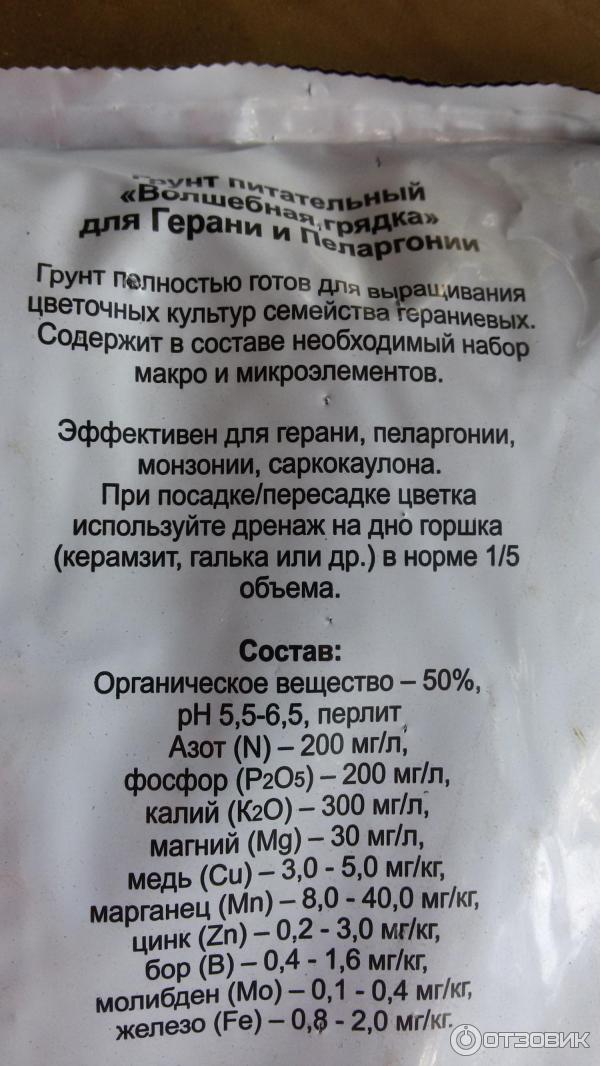 Грунт питательный
«Волшебная грядка»
для Герани и Пеларгонии
Грунт полностью готов для выращивания
цветочных культур семейства гераниевых.
Содержит в составе необходимый набор
макро и микроэлементов.
Эффективен для герани, пеларгонии,
монзонии, саркокаулона.
При посадке/пересадке цветка
используйте дренаж на дно горшка
(керамзит, галька или др.) в норме 1/5
объема.
Состав:
Органическое вещество – 50%,
pH 5,5-6,5, перлит
Азот (N) – 200 мг/л,
фосфор (P2O5) – 200 мг/л,
калий (K2O) – 300 мг/л,
магний (Mg) – 30 мг/л,
медь (Cu) – 3,0 - 5,0 мг/кг,
марганец (Mn) – 8,0 - 40,0 мг/кг,
цинк (Zn) – 0,2 - 3,0 мг/кг,
бор (B) – 0,4 - 1,6 мг/кг,
молибден (Mo) – 0,1 - 0,4 мг/кг,
железо (Fe) – 0,8 - 2,0 мг/кг.
ОТЗОВИК